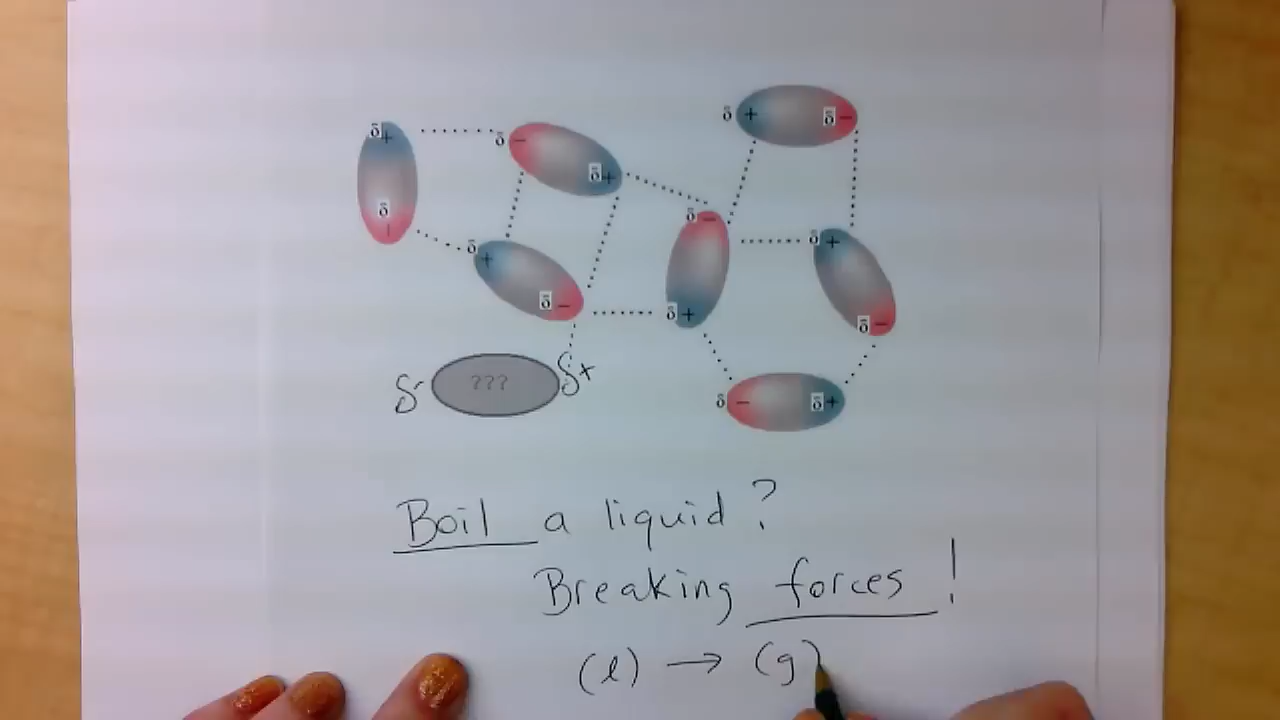 δ + δ − δ − δ +
δ + δ −
δ − δ + δ − δ +
δ + δ −
δ − δ +
δ- ??? δ+
δ − δ +
Boil a liquid?
Breaking forces!
(l) → (g)